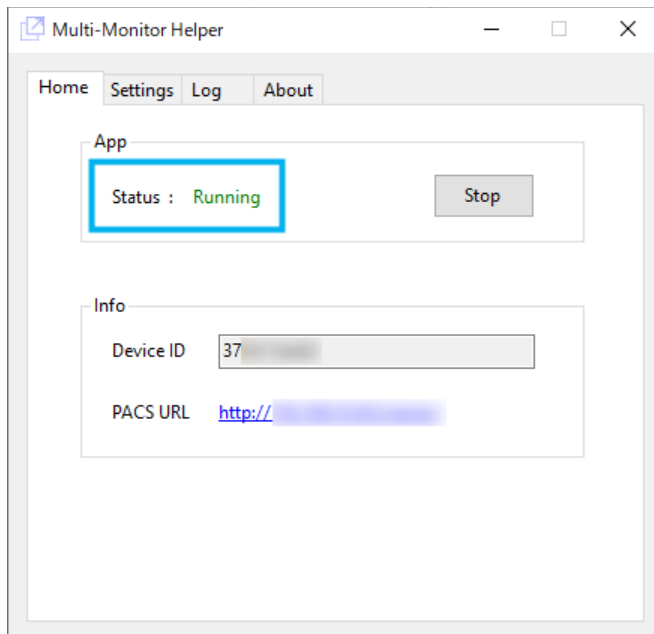 Multi-Monitor Helper
Home Settings Log About
App
Status : Running Stop
Info
Device ID 37
PACS URL http://